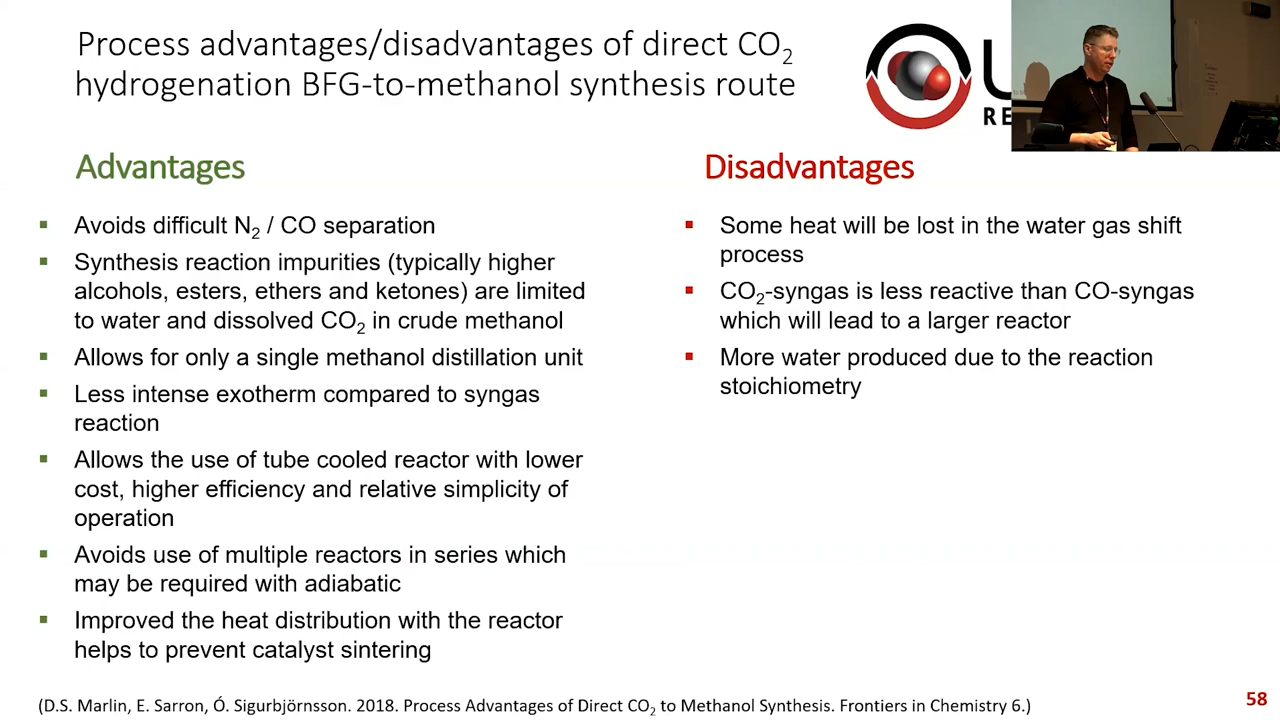 Process advantages/disadvantages of direct CO₂
hydrogenation BFG-to-methanol synthesis route
RE
Advantages
▪ Avoids difficult N₂ / CO separation
▪ Synthesis reaction impurities (typically higher
alcohols, esters, ethers and ketones) are limited
to water and dissolved CO₂ in crude methanol
▪ Allows for only a single methanol distillation unit
▪ Less intense exotherm compared to syngas
reaction
▪ Allows the use of tube cooled reactor with lower
cost, higher efficiency and relative simplicity of
operation
▪ Avoids use of multiple reactors in series which
may be required with adiabatic
▪ Improved the heat distribution with the reactor
helps to prevent catalyst sintering
Disadvantages
▪ Some heat will be lost in the water gas shift
process
▪ CO₂-syngas is less reactive than CO-syngas
which will lead to a larger reactor
▪ More water produced due to the reaction
stoichiometry
(D.S. Marlin, E. Sarron, Ó. Sigurbjörnsson. 2018. Process Advantages of Direct CO₂ to Methanol Synthesis. Frontiers in Chemistry 6.)
58